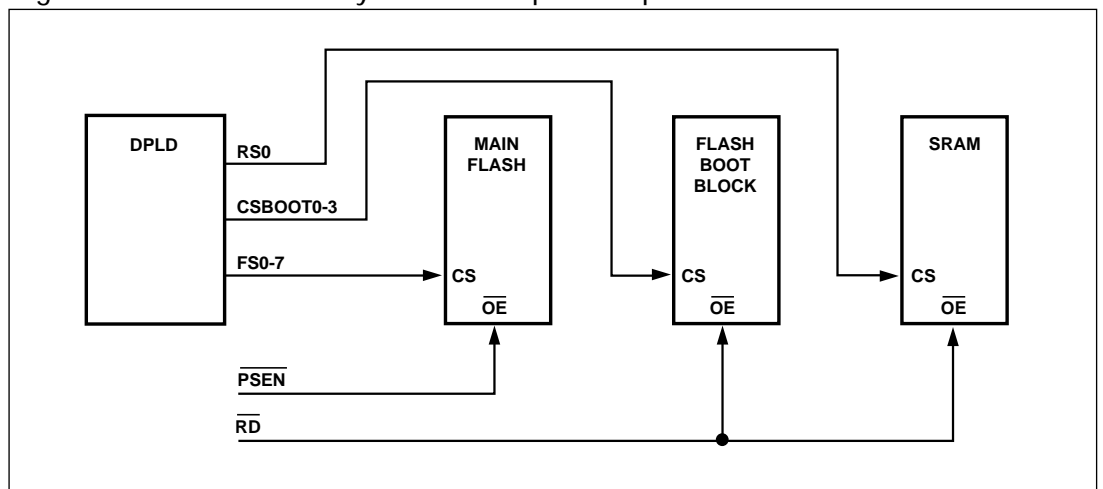 DPLD
RS0
CSBOOT0-3
FS0-7
MAIN
FLASH
CS
OE
FLASH
BOOT
BLOCK
CS
OE
SRAM
CS
OE
PSEN
RD